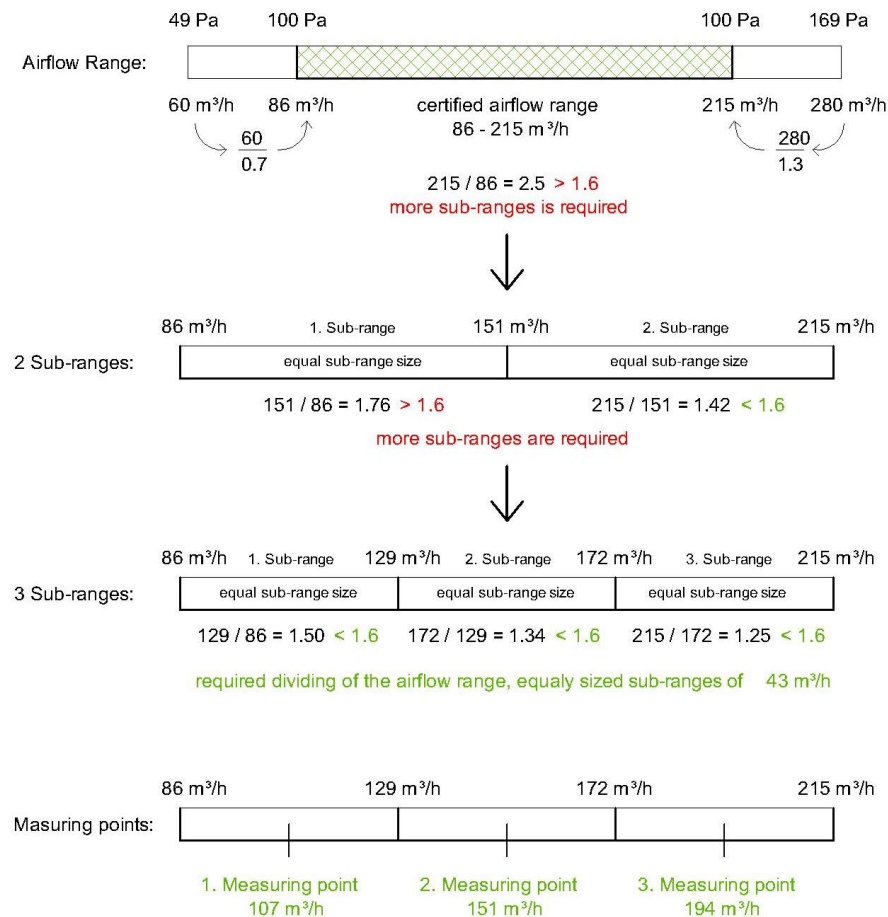 49 Pa 100 Pa 100 Pa 169 Pa
Airflow Range:
60 m³/h 86 m³/h certified airflow range 215 m³/h 280 m³/h
86 - 215 m³/h
60
0.7
280
1.3
215 / 86 = 2.5 > 1.6
more sub-ranges is required
86 m³/h 1. Sub-range 151 m³/h 2. Sub-range 215 m³/h
2 Sub-ranges: equal sub-range size equal sub-range size
151 / 86 = 1.76 > 1.6 215 / 151 = 1.42 < 1.6
more sub-ranges are required
86 m³/h 1. Sub-range 129 m³/h 2. Sub-range 172 m³/h 3. Sub-range 215 m³/h
3 Sub-ranges: equal sub-range size equal sub-range size equal sub-range size
129 / 86 = 1.50 < 1.6 172 / 129 = 1.34 < 1.6 215 / 172 = 1.25 < 1.6
required dividing of the airflow range, equaly sized sub-ranges of 43 m³/h
86 m³/h 129 m³/h 172 m³/h 215 m³/h
Masuring points:
1. Measuring point 2. Measuring point 3. Measuring point
107 m³/h 151 m³/h 194 m³/h